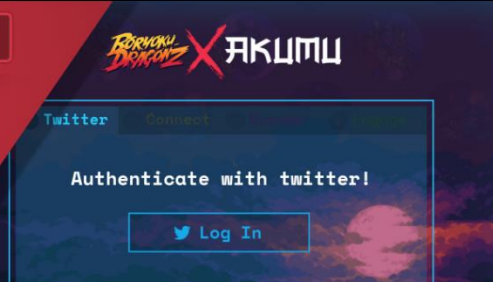 BORYOKU
DRAGONZ X AKUMU
Twitter Connect
Authenticate with twitter!
Log In